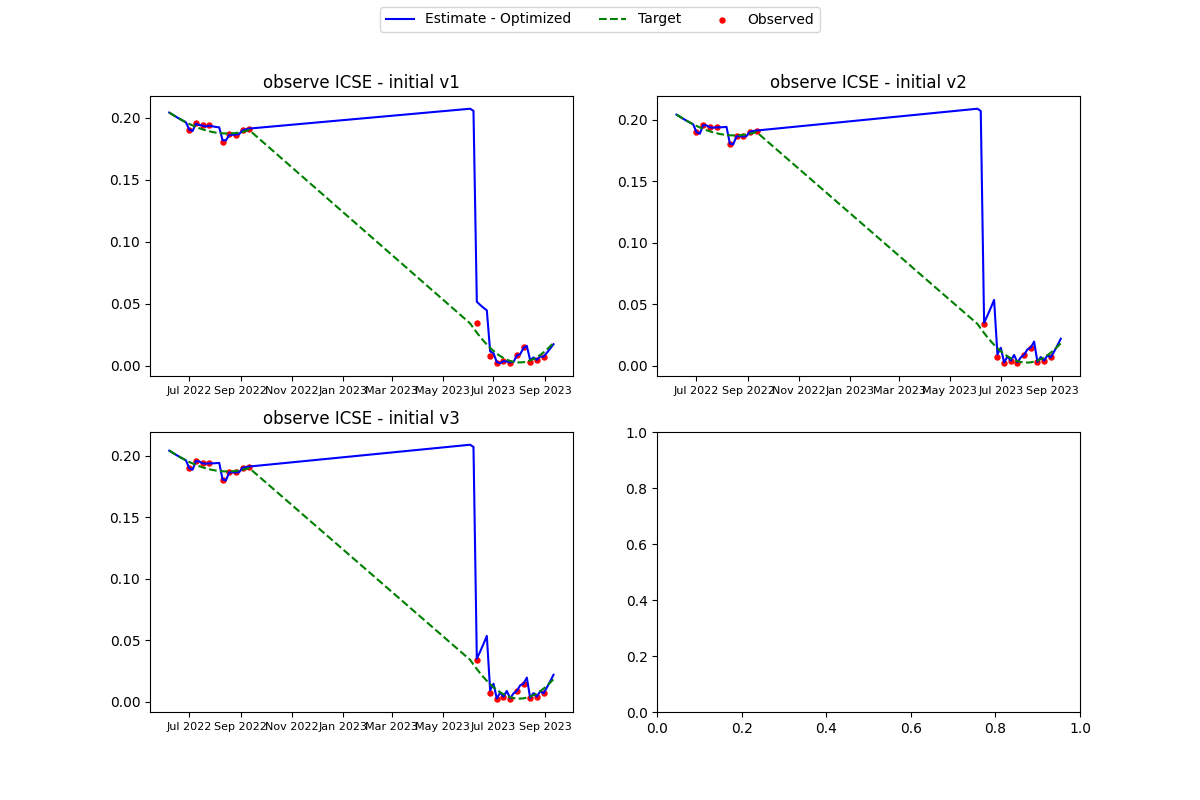 Estimate - Optimized Target Observed
observe ICSE - initial v1
0.20
0.15
0.10
0.05
0.00
Jul 2022 Sep 2022 Nov 2022 Jan 2023 Mar 2023 May 2023 Jul 2023 Sep 2023
observe ICSE - initial v2
0.20
0.15
0.10
0.05
0.00
Jul 2022 Sep 2022 Nov 2022 Jan 2023 Mar 2023 May 2023 Jul 2023 Sep 2023
observe ICSE - initial v3
0.20
0.15
0.10
0.05
0.00
Jul 2022 Sep 2022 Nov 2022 Jan 2023 Mar 2023 May 2023 Jul 2023 Sep 2023
1.0
0.8
0.6
0.4
0.2
0.0
0.0 0.2 0.4 0.6 0.8 1.0